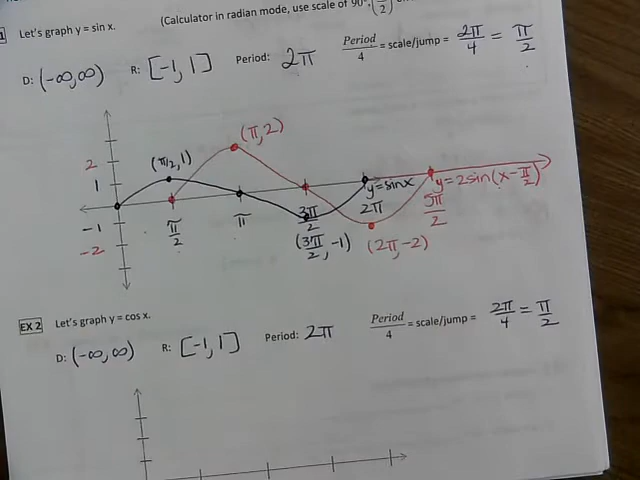 1 Let's graph y = sin x. (Calculator in radian mode, use scale of 90°, (π/2)
D: (-∞,∞) R: [-1, 1] Period: 2π Period/4 = scale/jump = 2π/4 = π/2
(π, 2)
(π/2, 1)
2
1
y=sinx y=2sin(x-π/2)
-1 π/2 π 3π/2 2π 5π/2
-2 (3π/2, -1) (2π, -2)
EX 2 Let's graph y = cos x.
D: (-∞, ∞) R: [-1, 1] Period: 2π Period/4 = scale/jump = 2π/4 = π/2